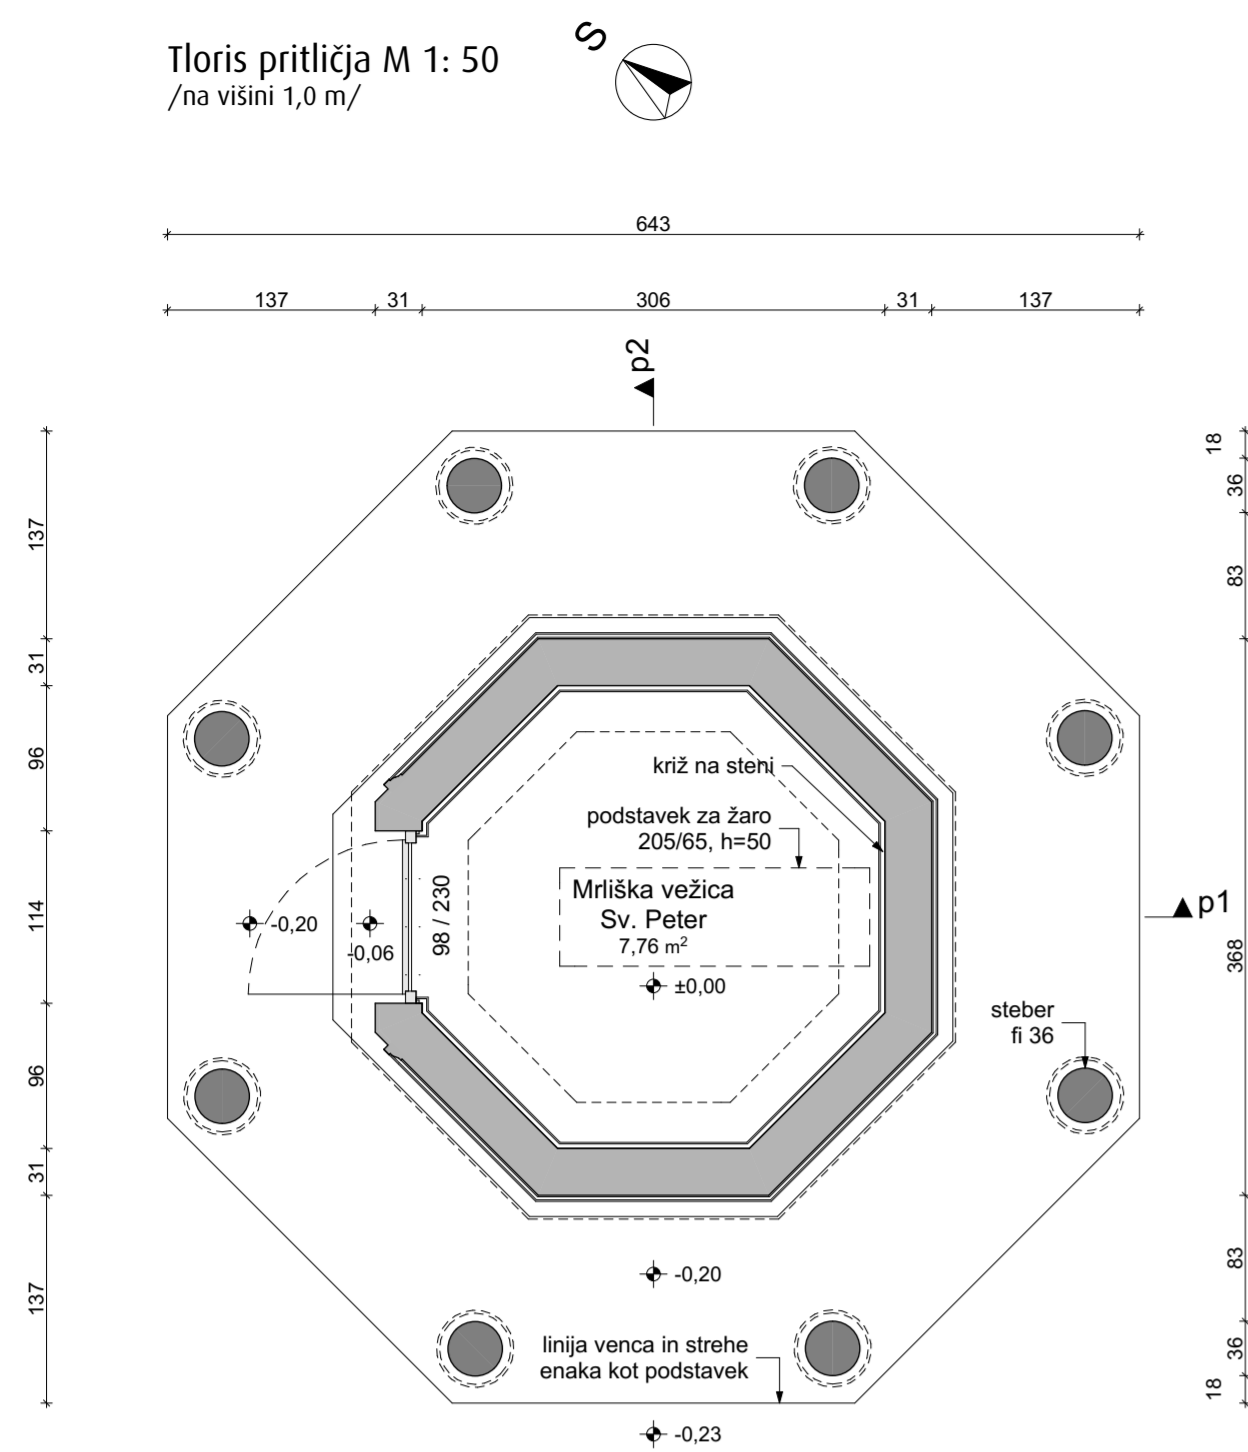 Tloris pritličja M 1: 50
/na višini 1,0 m/
S
643
137
31
306
31
137
p2
137
31
96
114
96
31
137
18
36
83
368
83
36
18
križ na steni
podstavek za žaro
205/65, h=50
Mrliška vežica
Sv. Peter
7,76 m²
±0,00
98 / 230
-0,20
-0,06
p1
steber
fi 36
-0,20
linija venca in strehe
enaka kot podstavek
-0,23